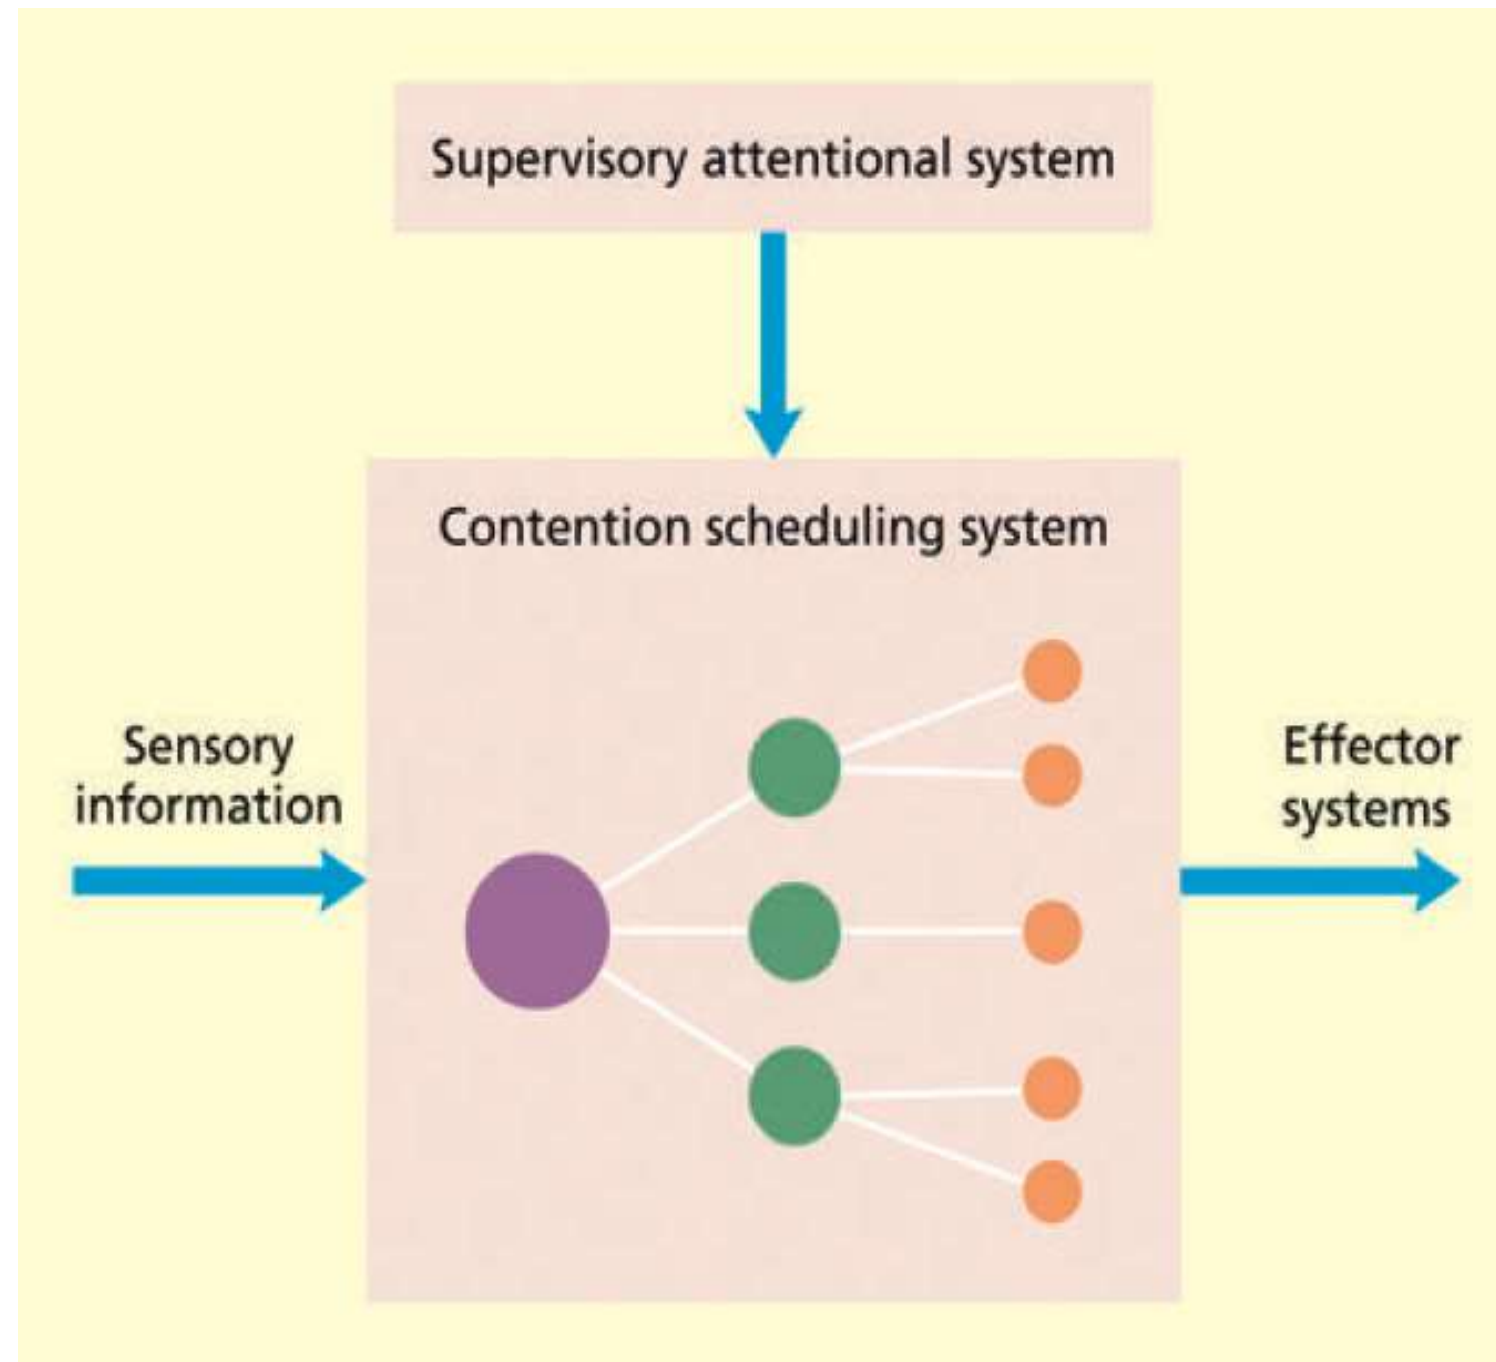 Supervisory attentional system
Contention scheduling system
Sensory
information
Effector
systems